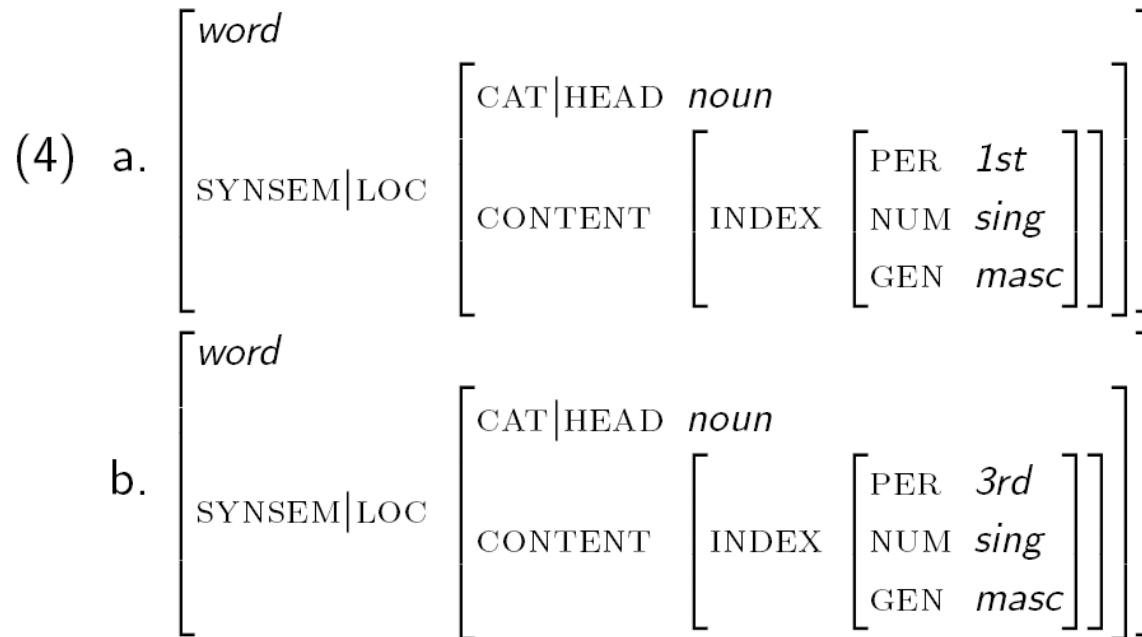 word
CAT|HEAD noun
(4) a. SYNSEM|LOC CONTENT INDEX PER 1st
NUM sing
GEN masc
word
CAT|HEAD noun
b. SYNSEM|LOC CONTENT INDEX PER 3rd
NUM sing
GEN masc